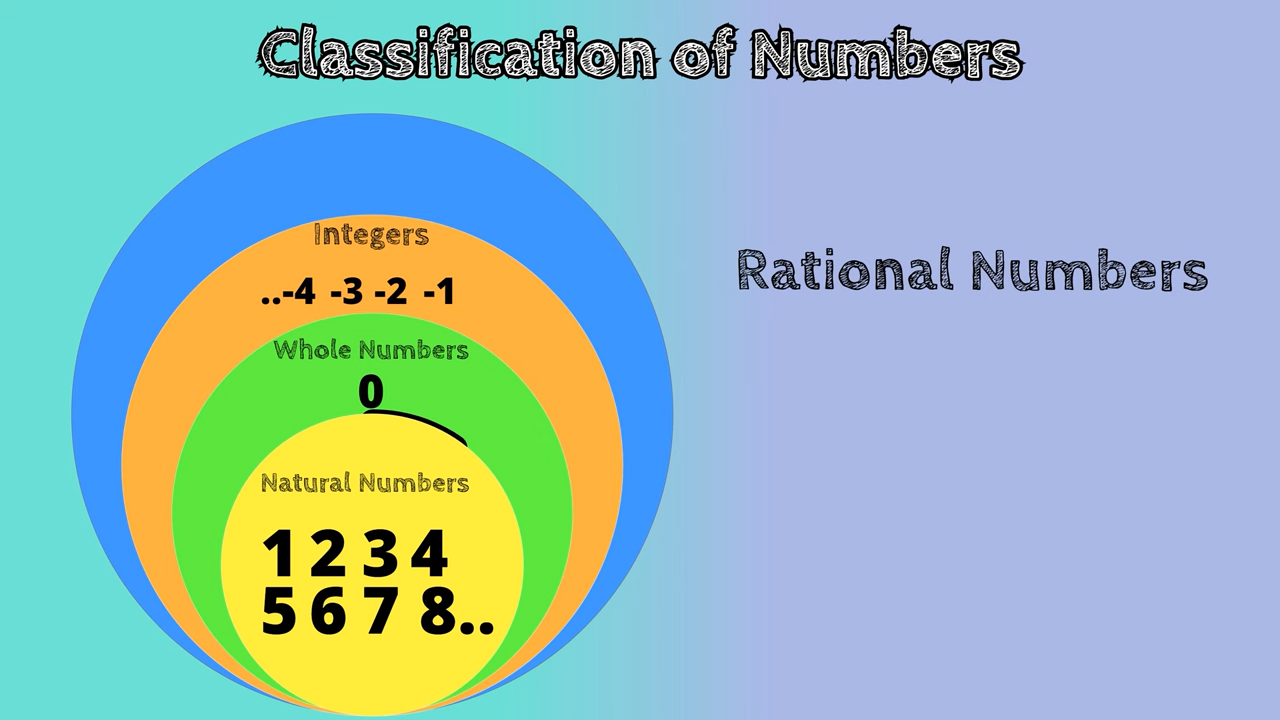 Classification of Numbers
Integers
..-4 -3 -2 -1
Whole Numbers
0
Natural Numbers
1 2 3 4
5 6 7 8..
Rational Numbers